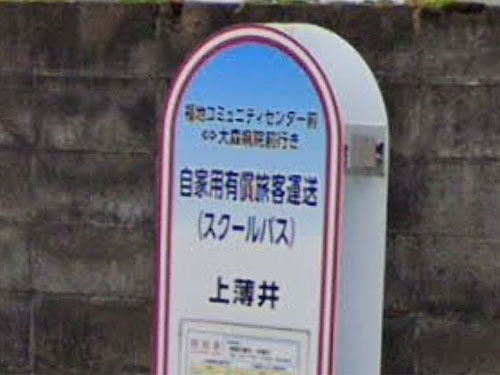 福地コミュニティセンター前
⇔大森病院前行き
自家用有償旅客運送
(スクールバス)
上薄井